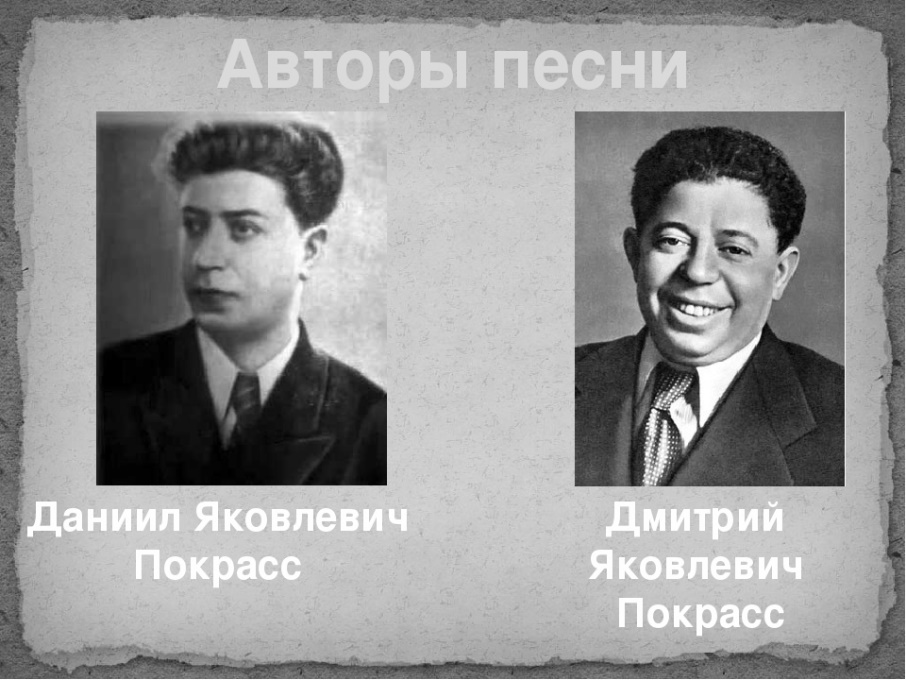 Авторы песни
Даниил Яковлевич
Покрасс
Дмитрий
Яковлевич
Покрасс